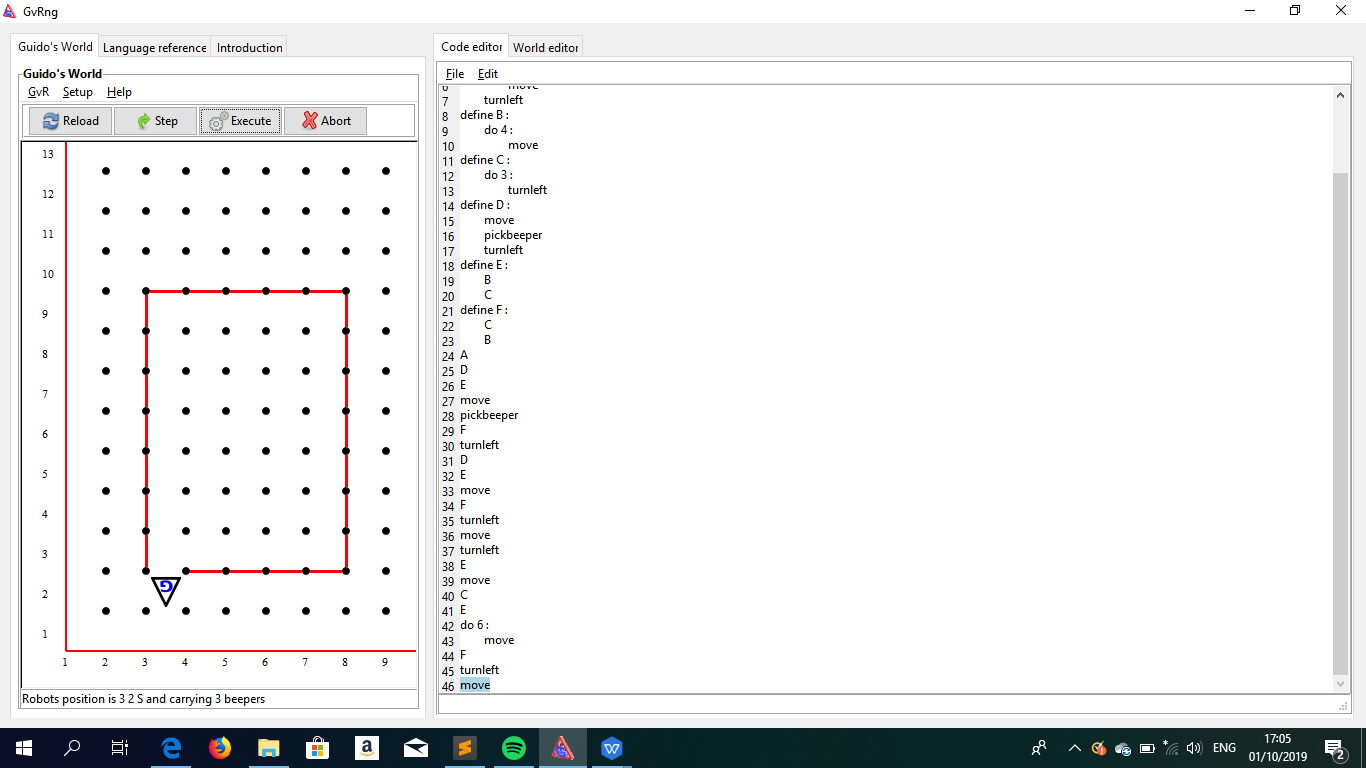 GvRng
Guido's World Language reference Introduction
Guido's World
GvR Setup Help
Reload Step Execute Abort
13
12
11
10
9
8
7
6
5
4
3
2
1
G
1 2 3 4 5 6 7 8 9
Robots position is 3 2 S and carrying 3 beepers
Code editor World editor
File Edit
6 move
7 turnleft
8 define B :
9 do 4 :
10 move
11 define C :
12 do 3 :
13 turnleft
14 define D :
15 move
16 pickbeeper
17 turnleft
18 define E :
19 B
20 C
21 define F :
22 C
23 B
24 A
25 D
26 E
27 move
28 pickbeeper
29 F
30 turnleft
31 D
32 E
33 move
34 F
35 turnleft
36 move
37 turnleft
38 E
39 move
40 C
41 E
42 do 6 :
43 move
44 F
45 turnleft
46 move
a
ENG
17:05
01/10/2019
2